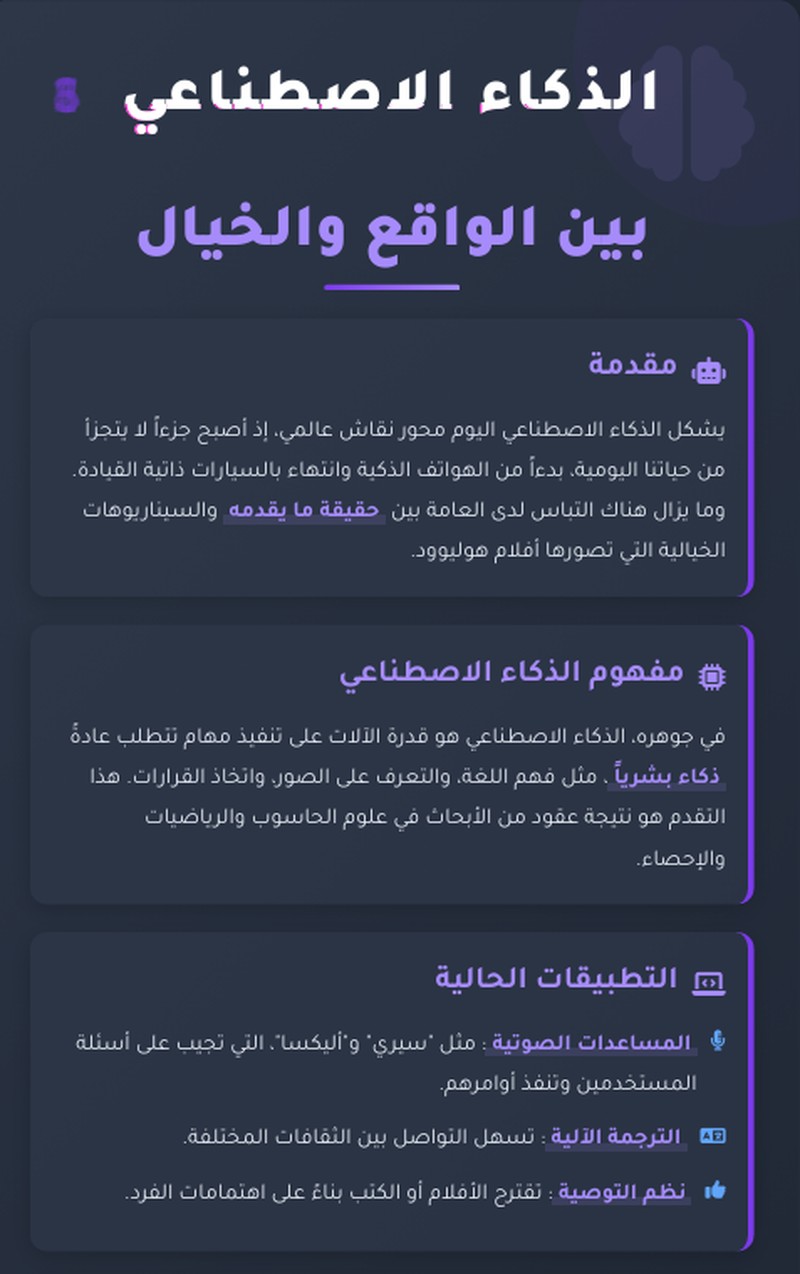 الذكاء الاصطناعي
بين الواقع والخيال
مقدمة
يشكل الذكاء الاصطناعي اليوم محور نقاش عالمي، إذ أصبح جزءاً لا يتجزأ
من حياتنا اليومية، بدءاً من الهواتف الذكية وانتهاء بالسيارات ذاتية القيادة.
وما يزال هناك التباس لدى العامة بين حقيقة ما يقدمه والسيناريوهات
الخيالية التي تصورها أفلام هوليوود.
مفهوم الذكاء الاصطناعي
في جوهره، الذكاء الاصطناعي هو قدرة الآلات على تنفيذ مهام تتطلب عادةً
ذكاء بشرياً، مثل فهم اللغة، والتعرف على الصور، واتخاذ القرارات. هذا
التقدم هو نتيجة عقود من الأبحاث في علوم الحاسوب والرياضيات
والإحصاء.
التطبيقات الحالية
المساعدات الصوتية: مثل "سيري" و"أليكسا"، التي تجيب على أسئلة
المستخدمين وتنفذ أوامرهم.
الترجمة الآلية: تسهل التواصل بين الثقافات المختلفة.
نظم التوصية: تقترح الأفلام أو الكتب بناءً على اهتمامات الفرد.